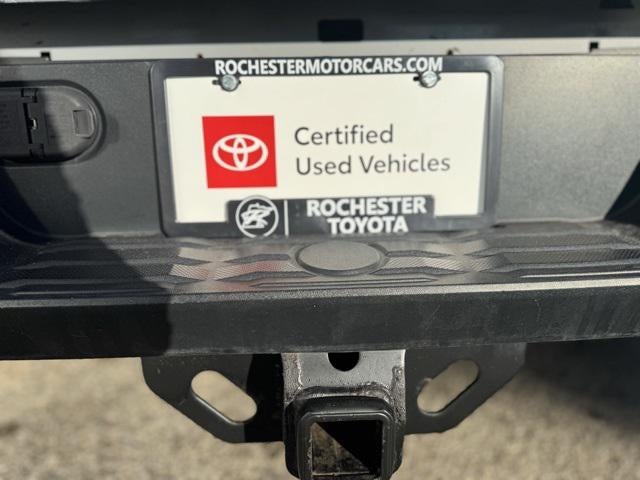 ROCHESTERMOTORCARS.COM
Certified
Used Vehicles
ROCHESTER
TOYOTA